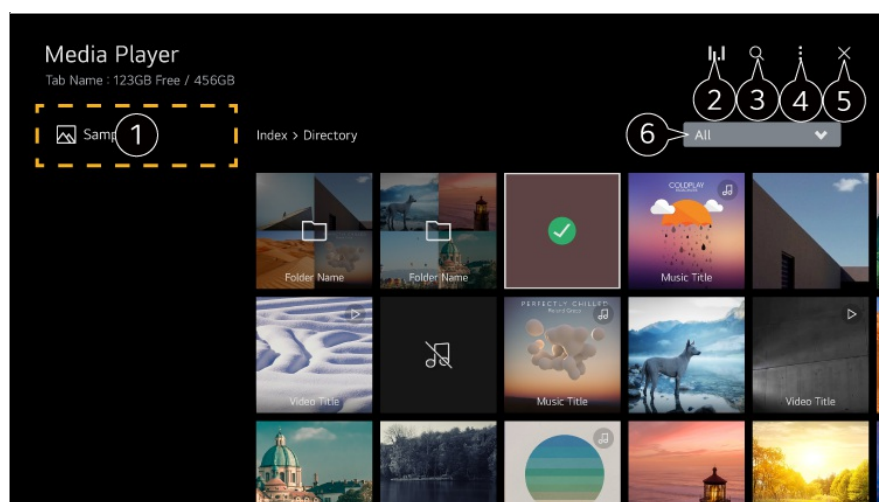 Media Player
Tab Name : 123GB Free / 456GB
2 3 4 5
1
Index > Directory
6
All
COLDPLAY
Folder Name
Folder Name
Music Title
PERFECTLY CHILLED
Video Title
Music Title
Video Title